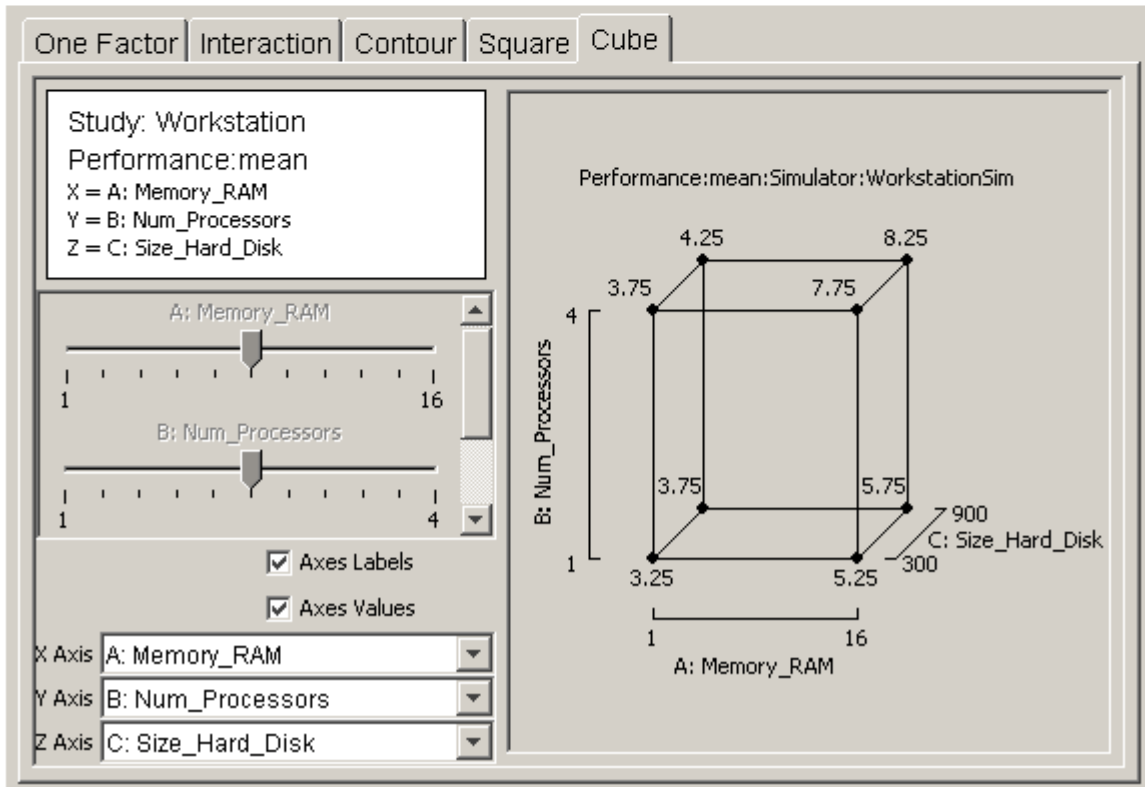 One Factor Interaction Contour Square Cube
Study: Workstation
Performance:mean
X = A: Memory_RAM
Y = B: Num_Processors
Z = C: Size_Hard_Disk
A: Memory_RAM
1 16
B: Num_Processors
1 4
Axes Labels
Axes Values
X Axis A: Memory_RAM
Y Axis B: Num_Processors
Z Axis C: Size_Hard_Disk
Performance:mean:Simulator:WorkstationSim
4.25 8.25
3.75 7.75
4
B: Num_Processors
3.75 5.75
900
C: Size_Hard_Disk
300
1
3.25 5.25
1 16
A: Memory_RAM